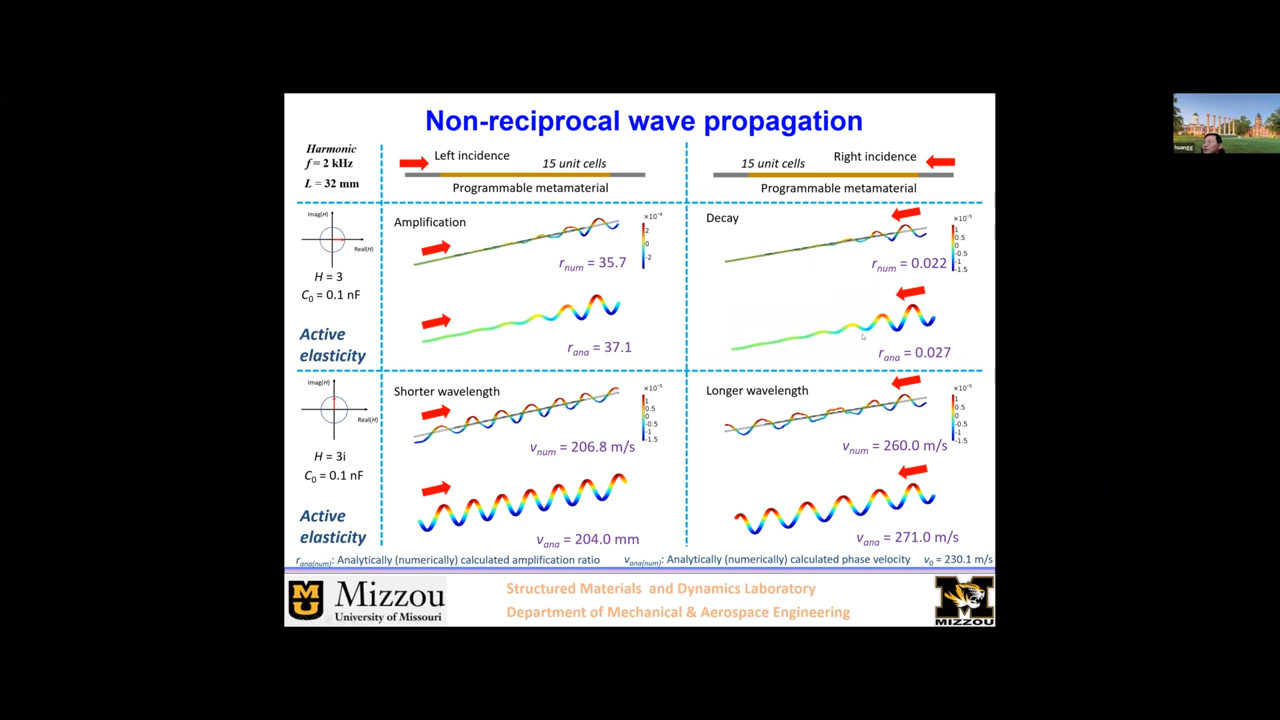 Non-reciprocal wave propagation
Harmonic
f = 2 kHz
L = 32 mm
Left incidence
15 unit cells
Programmable metamaterial
15 unit cells
Right incidence
Programmable metamaterial
Imag(H)
Real(H)
H = 3
C0 = 0.1 nF
Active
elasticity
Amplification
×10⁻⁴
2
0
-2
rnum = 35.7
rana = 37.1
Decay
×10⁻⁵
1
0.5
0
-0.5
-1
-1.5
rnum = 0.022
rana = 0.027
Imag(H)
Real(H)
H = 3i
C0 = 0.1 nF
Active
elasticity
Shorter wavelength
×10⁻⁵
1
0.5
0
-0.5
-1
-1.5
vnum = 206.8 m/s
vana = 204.0 mm
Longer wavelength
×10⁻⁵
1
0.5
0
-0.5
-1
-1.5
vnum = 260.0 m/s
vana = 271.0 m/s
rana(num): Analytically (numerically) calculated amplification ratio
vana(num): Analytically (numerically) calculated phase velocity
v0 = 230.1 m/s
MU
Mizzou
University of Missouri
Structured Materials and Dynamics Laboratory
Department of Mechanical & Aerospace Engineering
MIZZOU
huangg